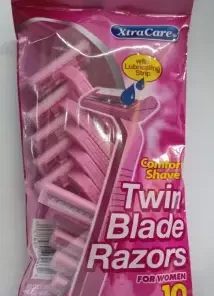 XtraCare®
with
Lubricating
Strip
Comfort
Shave
Twin
Blade
Razors
FOR WOMEN
10